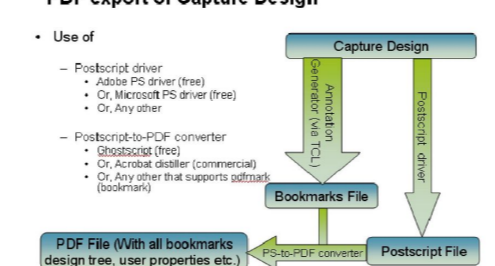 PDF export of Capture Design
• Use of
– Postscript driver
• Adobe PS driver (free)
• Or, Microsoft PS driver (free)
• Or, Any other
– Postscript-to-PDF converter
• Ghostscript (free)
• Or, Acrobat distiller (commercial)
• Or, Any other that supports pdfmark
(bookmark)
Capture Design
Annotation
Generator (via TCL)
Postscript driver
Bookmarks File
PS-to-PDF converter
Postscript File
PDF File (With all bookmarks
design tree, user properties etc.)